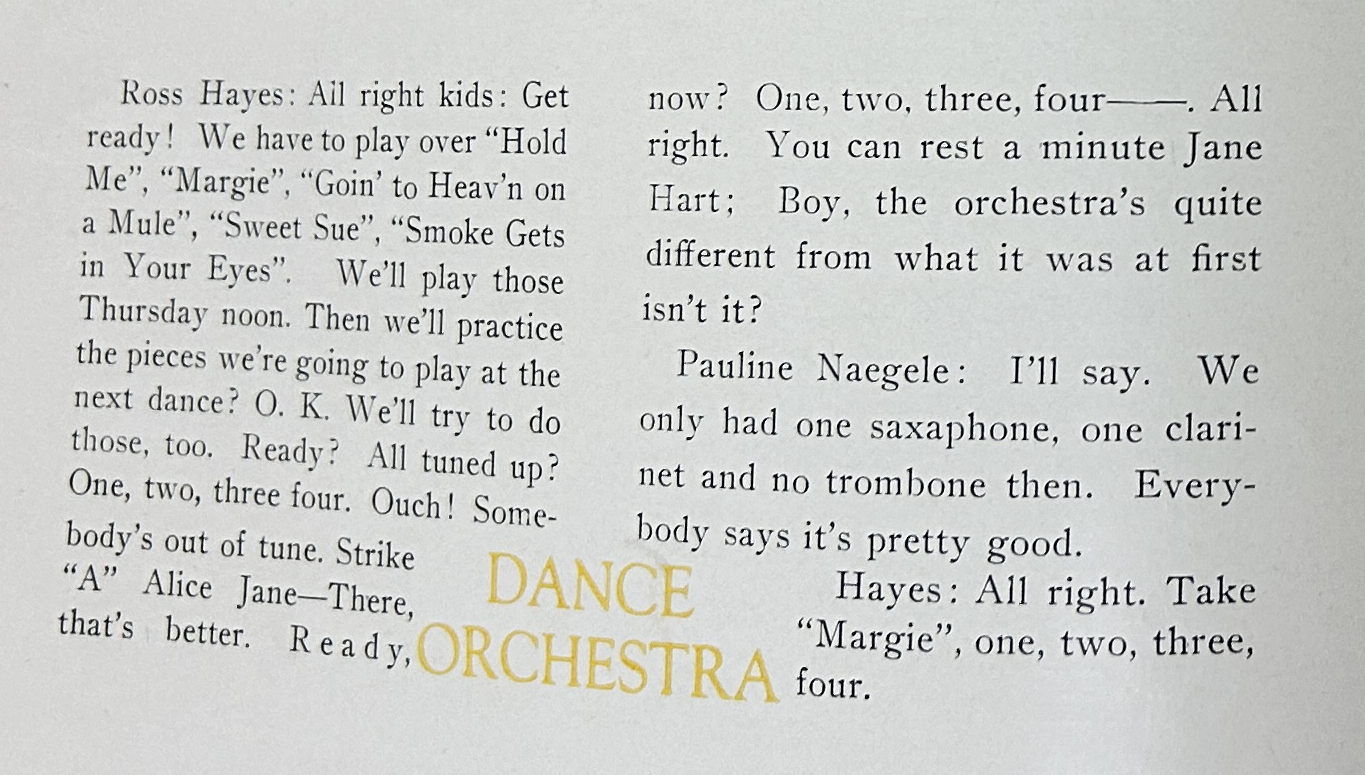 Ross Hayes: All right kids: Get
ready! We have to play over “Hold
Me”, “Margie”, “Goin’ to Heav’n on
a Mule”, “Sweet Sue”, “Smoke Gets
in Your Eyes”. We’ll play those
Thursday noon. Then we’ll practice
the pieces we’re going to play at the
next dance? O. K. We’ll try to do
those, too. Ready? All tuned up?
One, two, three four. Ouch! Some-
body’s out of tune. Strike
“A” Alice Jane—There,
that’s better. Ready,
now? One, two, three, four——. All
right. You can rest a minute Jane
Hart; Boy, the orchestra’s quite
different from what it was at first
isn’t it?
Pauline Naegele: I’ll say. We
only had one saxaphone, one clari-
net and no trombone then. Every-
body says it’s pretty good.
Hayes: All right. Take
“Margie”, one, two, three,
four.
DANCE
ORCHESTRA